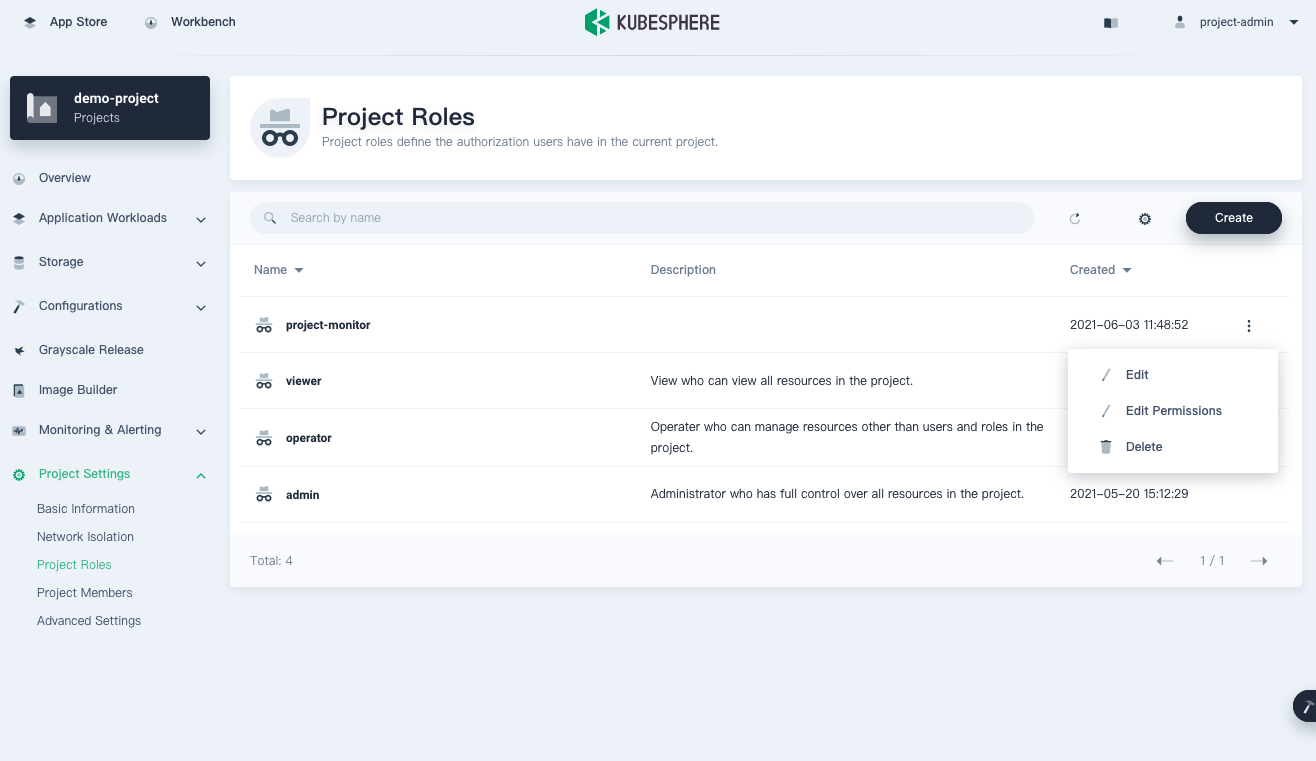 App Store
Workbench
KUBESPHERE
project-admin
demo-project
Projects
Overview
Application Workloads
Storage
Configurations
Grayscale Release
Image Builder
Monitoring & Alerting
Project Settings
Basic Information
Network Isolation
Project Roles
Project Members
Advanced Settings
Project Roles
Project roles define the authorization users have in the current project.
Search by name
Create
Name
Description
Created
project-monitor
2021-06-03 11:48:52
viewer
View who can view all resources in the project.
operator
Operater who can manage resources other than users and roles in the
project.
admin
Administrator who has full control over all resources in the project.
2021-05-20 15:12:29
Edit
Edit Permissions
Delete
Total: 4
1 / 1